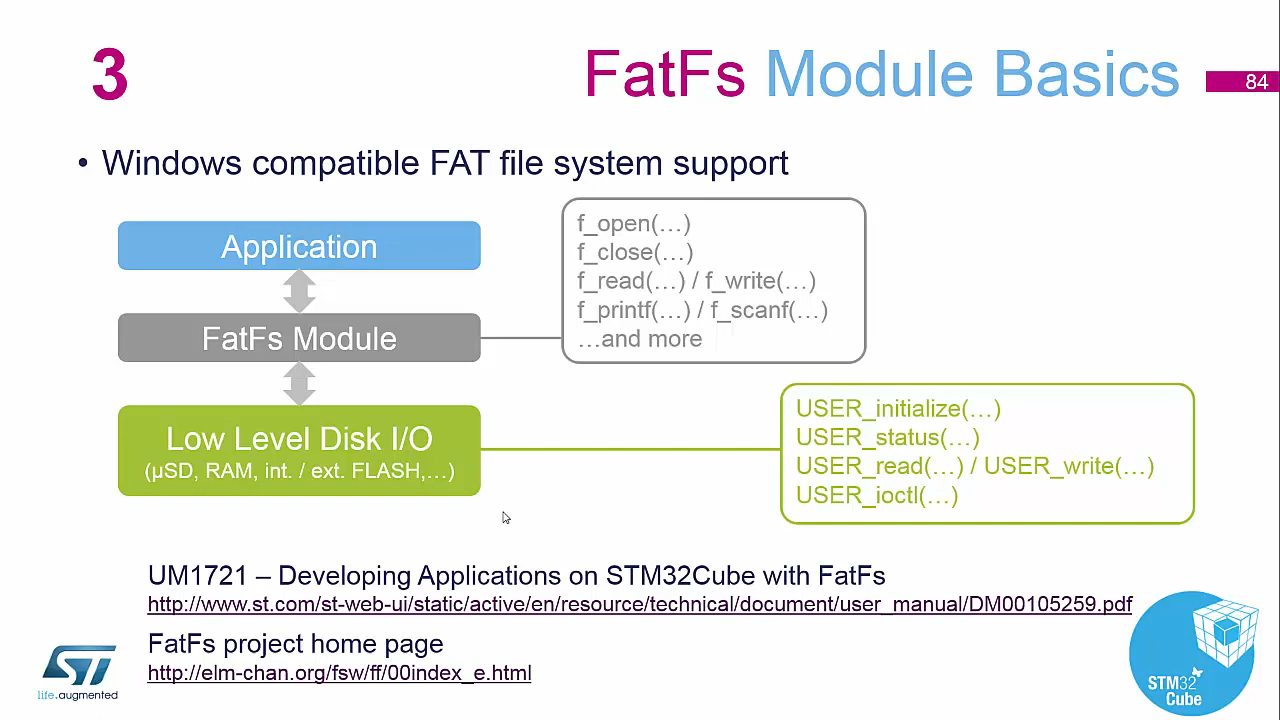 3
FatFs Module Basics
84
• Windows compatible FAT file system support
Application
FatFs Module
Low Level Disk I/O
(µSD, RAM, int. / ext. FLASH,…)
f_open(…)
f_close(…)
f_read(…) / f_write(…)
f_printf(…) / f_scanf(…)
…and more
USER_initialize(…)
USER_status(…)
USER_read(…) / USER_write(…)
USER_ioctl(…)
UM1721 – Developing Applications on STM32Cube with FatFs
http://www.st.com/st-web-ui/static/active/en/resource/technical/document/user_manual/DM00105259.pdf
FatFs project home page
http://elm-chan.org/fsw/ff/00index_e.html
ST
life.augmented
STM32
Cube